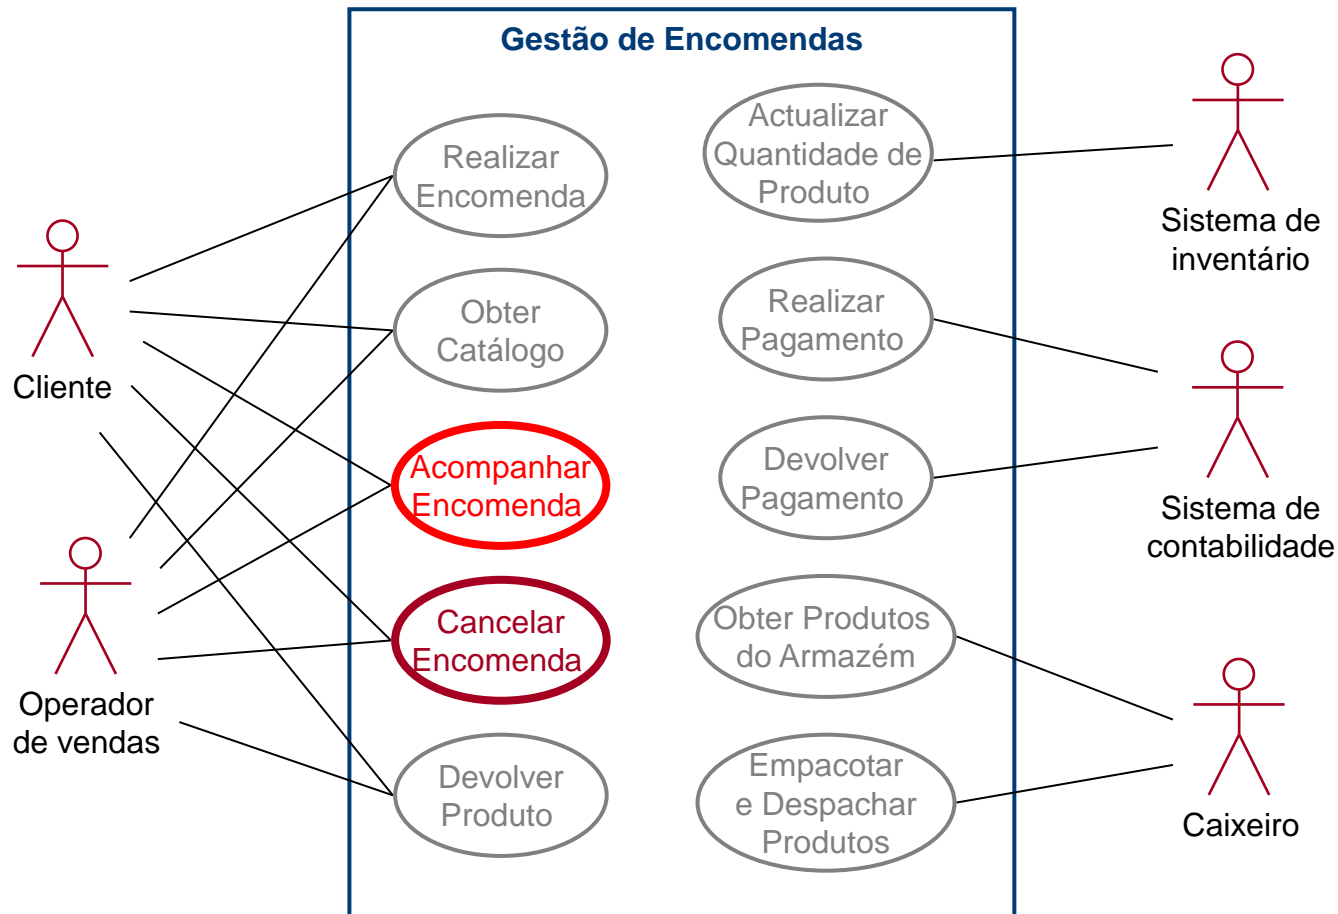 Gestão de Encomendas
Realizar
Encomenda
Obter
Catálogo
Acompanhar
Encomenda
Cancelar
Encomenda
Devolver
Produto
Actualizar
Quantidade de
Produto
Realizar
Pagamento
Devolver
Pagamento
Obter Produtos
do Armazém
Empacotar
e Despachar
Produtos
Cliente
Operador
de vendas
Sistema de
inventário
Sistema de
contabilidade
Caixeiro